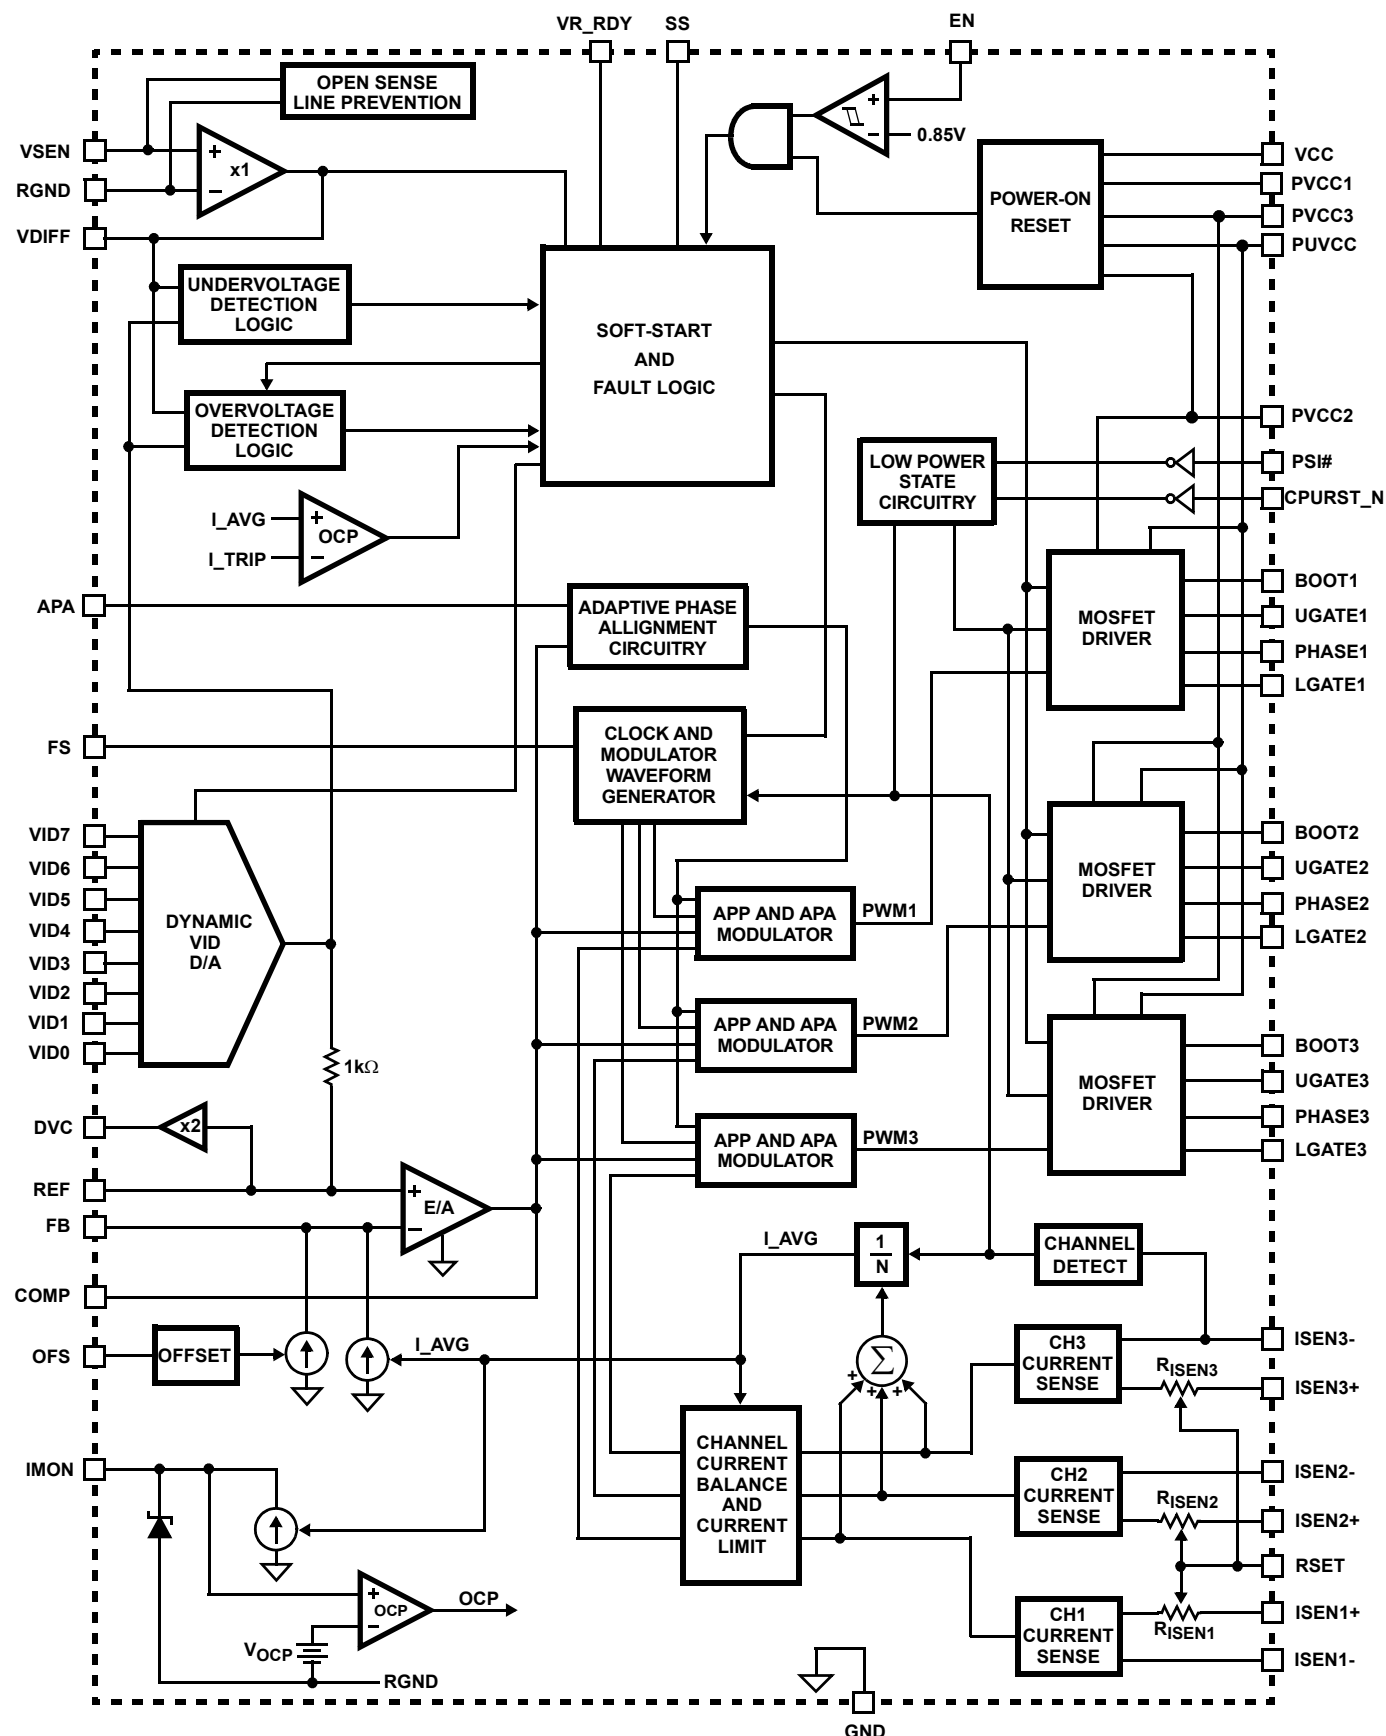 VR_RDY
SS
EN
OPEN SENSE
LINE PREVENTION
+
−
0.85V
VSEN
RGND
VDIFF
+
x1
−
POWER-ON
RESET
VCC
PVCC1
PVCC3
PUVCC
UNDERVOLTAGE
DETECTION
LOGIC
SOFT-START
AND
FAULT LOGIC
OVERVOLTAGE
DETECTION
LOGIC
PVCC2
PSI#
CPURST_N
LOW POWER
STATE
CIRCUITRY
I_AVG
I_TRIP
+
OCP
−
APA
ADAPTIVE PHASE
ALLIGNMENT
CIRCUITRY
MOSFET
DRIVER
BOOT1
UGATE1
PHASE1
LGATE1
FS
CLOCK AND
MODULATOR
WAVEFORM
GENERATOR
VID7
VID6
VID5
VID4
VID3
VID2
VID1
VID0
DYNAMIC
VID
D/A
MOSFET
DRIVER
BOOT2
UGATE2
PHASE2
LGATE2
APP AND APA
MODULATOR
PWM1
APP AND APA
MODULATOR
PWM2
APP AND APA
MODULATOR
PWM3
MOSFET
DRIVER
BOOT3
UGATE3
PHASE3
LGATE3
1kΩ
DVC
x2
REF
FB
+
E/A
−
COMP
I_AVG
1
N
CHANNEL
DETECT
OFS
OFFSET
I_AVG
Σ
+
+
+
CH3
CURRENT
SENSE
RISEN3
ISEN3-
ISEN3+
CHANNEL
CURRENT
BALANCE
AND
CURRENT
LIMIT
IMON
CH2
CURRENT
SENSE
RISEN2
ISEN2-
ISEN2+
RSET
CH1
CURRENT
SENSE
RISEN1
ISEN1+
ISEN1-
+
OCP
−
OCP
VOCP
RGND
GND